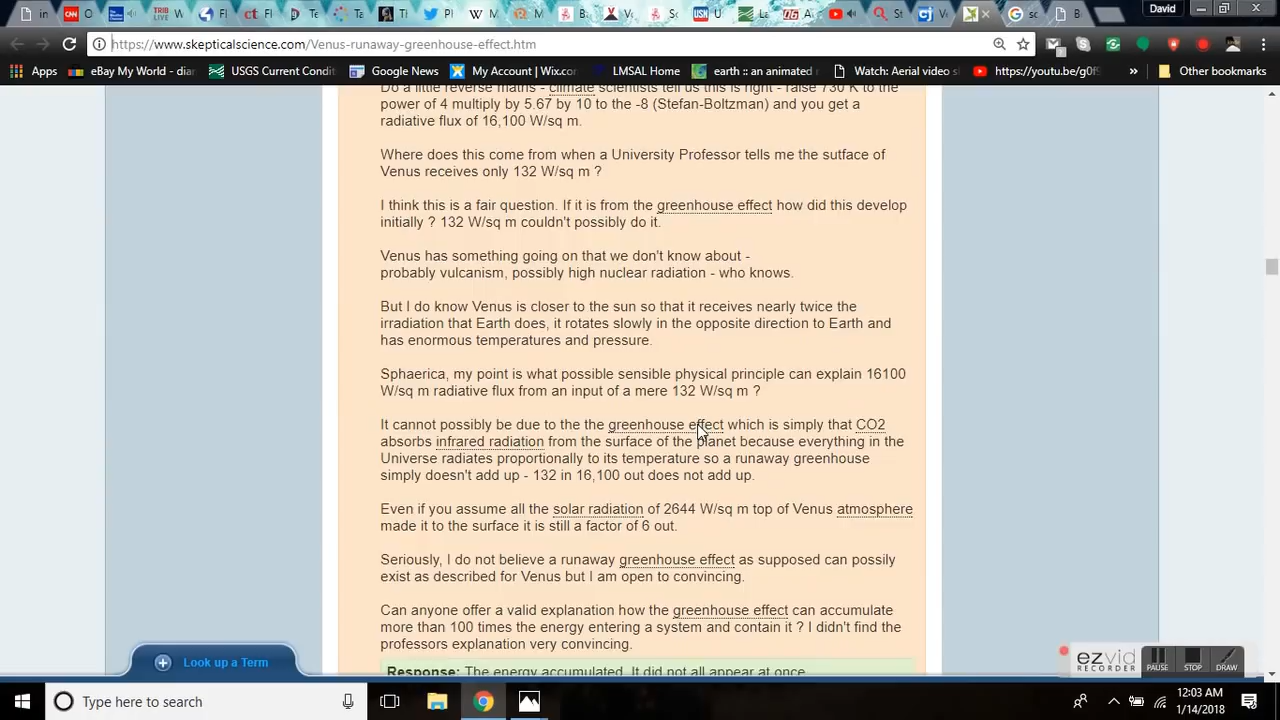 David
https://www.skepticalscience.com/Venus-runaway-greenhouse-effect.htm
Apps
eBay My World - dian
USGS Current Condit
Google News
My Account | Wix.co
LMSAL Home
earth :: an animated
Watch: Aerial video s
https://youtu.be/g0f9
»
Other bookmarks
Do a little reverse maths - climate scientists tell us this is right - raise 730 K to the
power of 4 multiply by 5.67 by 10 to the -8 (Stefan-Boltzman) and you get a
radiative flux of 16,100 W/sq m.
Where does this come from when a University Professor tells me the sutface of
Venus receives only 132 W/sq m ?
I think this is a fair question. If it is from the greenhouse effect how did this develop
initially ? 132 W/sq m couldn't possibly do it.
Venus has something going on that we don't know about -
probably vulcanism, possibly high nuclear radiation - who knows.
But I do know Venus is closer to the sun so that it receives nearly twice the
irradiation that Earth does, it rotates slowly in the opposite direction to Earth and
has enormous temperatures and pressure.
Sphaerica, my point is what possible sensible physical principle can explain 16100
W/sq m radiative flux from an input of a mere 132 W/sq m ?
It cannot possibly be due to the the greenhouse effect which is simply that CO2
absorbs infrared radiation from the surface of the planet because everything in the
Universe radiates proportionally to its temperature so a runaway greenhouse
simply doesn't add up - 132 in 16,100 out does not add up.
Even if you assume all the solar radiation of 2644 W/sq m top of Venus atmosphere
made it to the surface it is still a factor of 6 out.
Seriously, I do not believe a runaway greenhouse effect as supposed can possily
exist as described for Venus but I am open to convincing.
Can anyone offer a valid explanation how the greenhouse effect can accumulate
more than 100 times the energy entering a system and contain it ? I didn't find the
professors explanation very convincing.
Response: The energy accumulated. It did not all appear at once.
Look up a Term
ezvid
RECORDER
PAUSE
STOP
DRAW
Type here to search
12:03 AM
1/14/2018